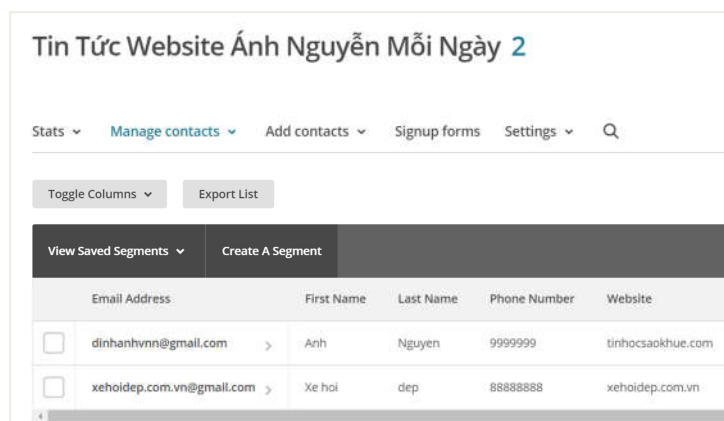 Tin Tức Website Ánh Nguyễn Mỗi Ngày 2
Stats Manage contacts Add contacts Signup forms Settings
Toggle Columns Export List
View Saved Segments Create A Segment
Email Address First Name Last Name Phone Number Website
dinhanhvnn@gmail.com Anh Nguyen 9999999 tinhocsaokhue.com
xehoidep.com.vn@gmail.com Xe hoi dep 88888888 xehoidep.com.vn